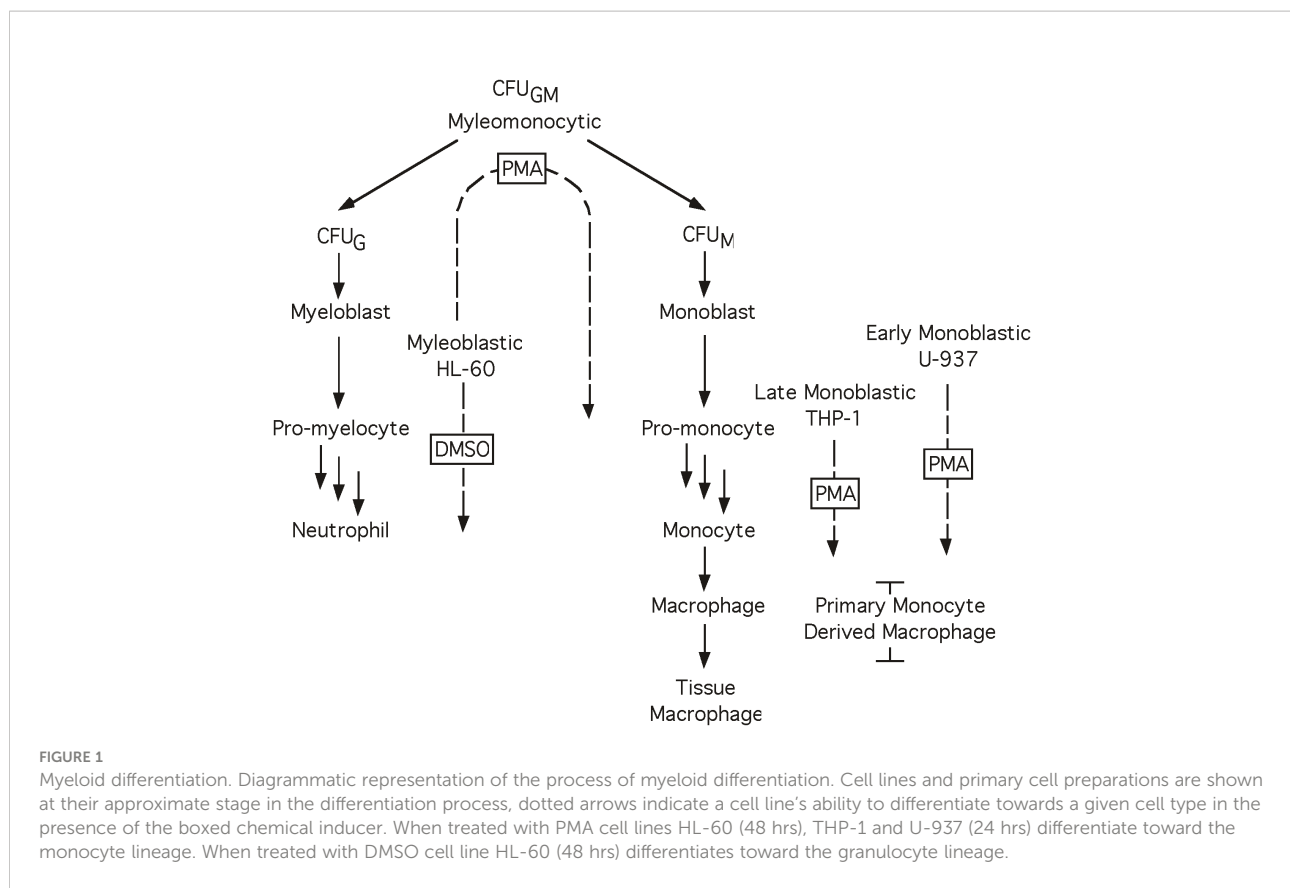 CFUGM
Myleomonocytic
PMA
CFUG
CFUM
Myeloblast
Monoblast
Myleoblastic
HL-60
Early Monoblastic
U-937
Late Monoblastic
THP-1
Pro-myelocyte
Pro-monocyte
DMSO
PMA
PMA
Neutrophil
Monocyte
Macrophage
Primary Monocyte
Derived Macrophage
Tissue
Macrophage
FIGURE 1
Myeloid differentiation. Diagrammatic representation of the process of myeloid differentiation. Cell lines and primary cell preparations are shown
at their approximate stage in the differentiation process, dotted arrows indicate a cell line’s ability to differentiate towards a given cell type in the
presence of the boxed chemical inducer. When treated with PMA cell lines HL-60 (48 hrs), THP-1 and U-937 (24 hrs) differentiate toward the
monocyte lineage. When treated with DMSO cell line HL-60 (48 hrs) differentiates toward the granulocyte lineage.